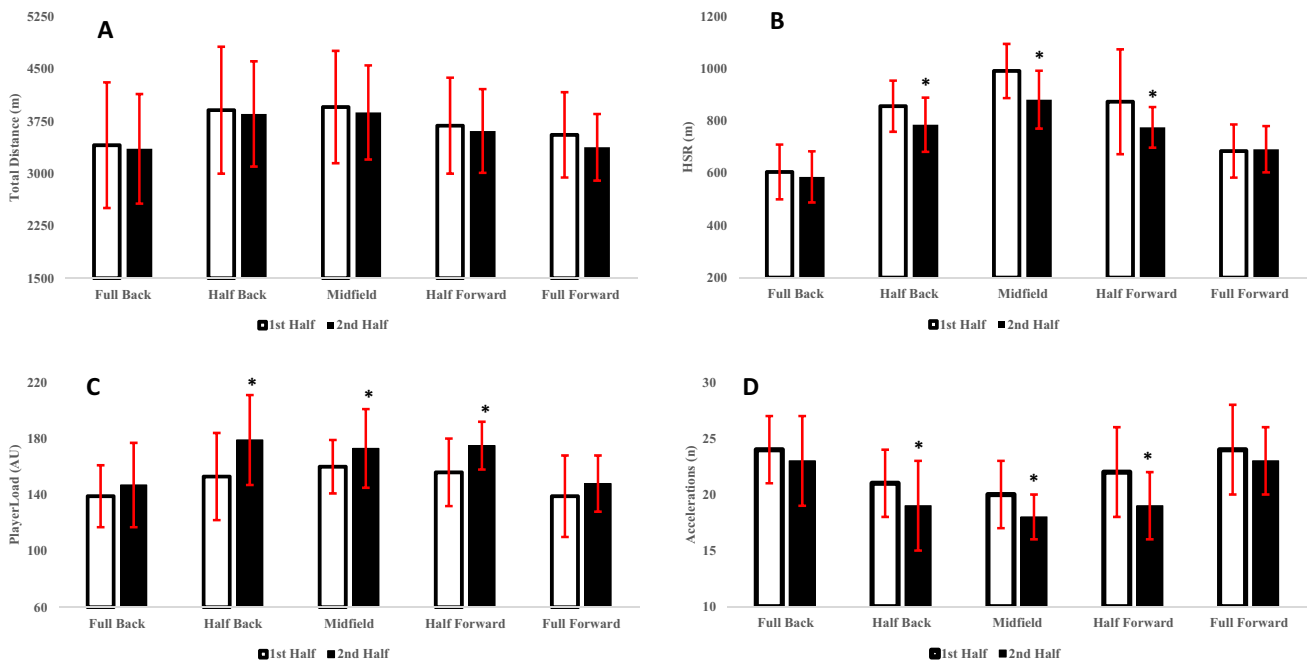 A
Total Distance (m)
5250
4500
3750
3000
2250
1500
Full Back Half Back Midfield Half Forward Full Forward
1st Half 2nd Half
B
HSR (m)
1200
1000
800
600
400
200
* * *
Full Back Half Back Midfield Half Forward Full Forward
1st Half 2nd Half
C
PlayerLoad (AU)
220
180
140
100
60
* * *
Full Back Half Back Midfield Half Forward Full Forward
1st Half 2nd Half
D
Accelerations (n)
30
25
20
15
10
* * *
Full Back Half Back Midfield Half Forward Full Forward
1st Half 2nd Half